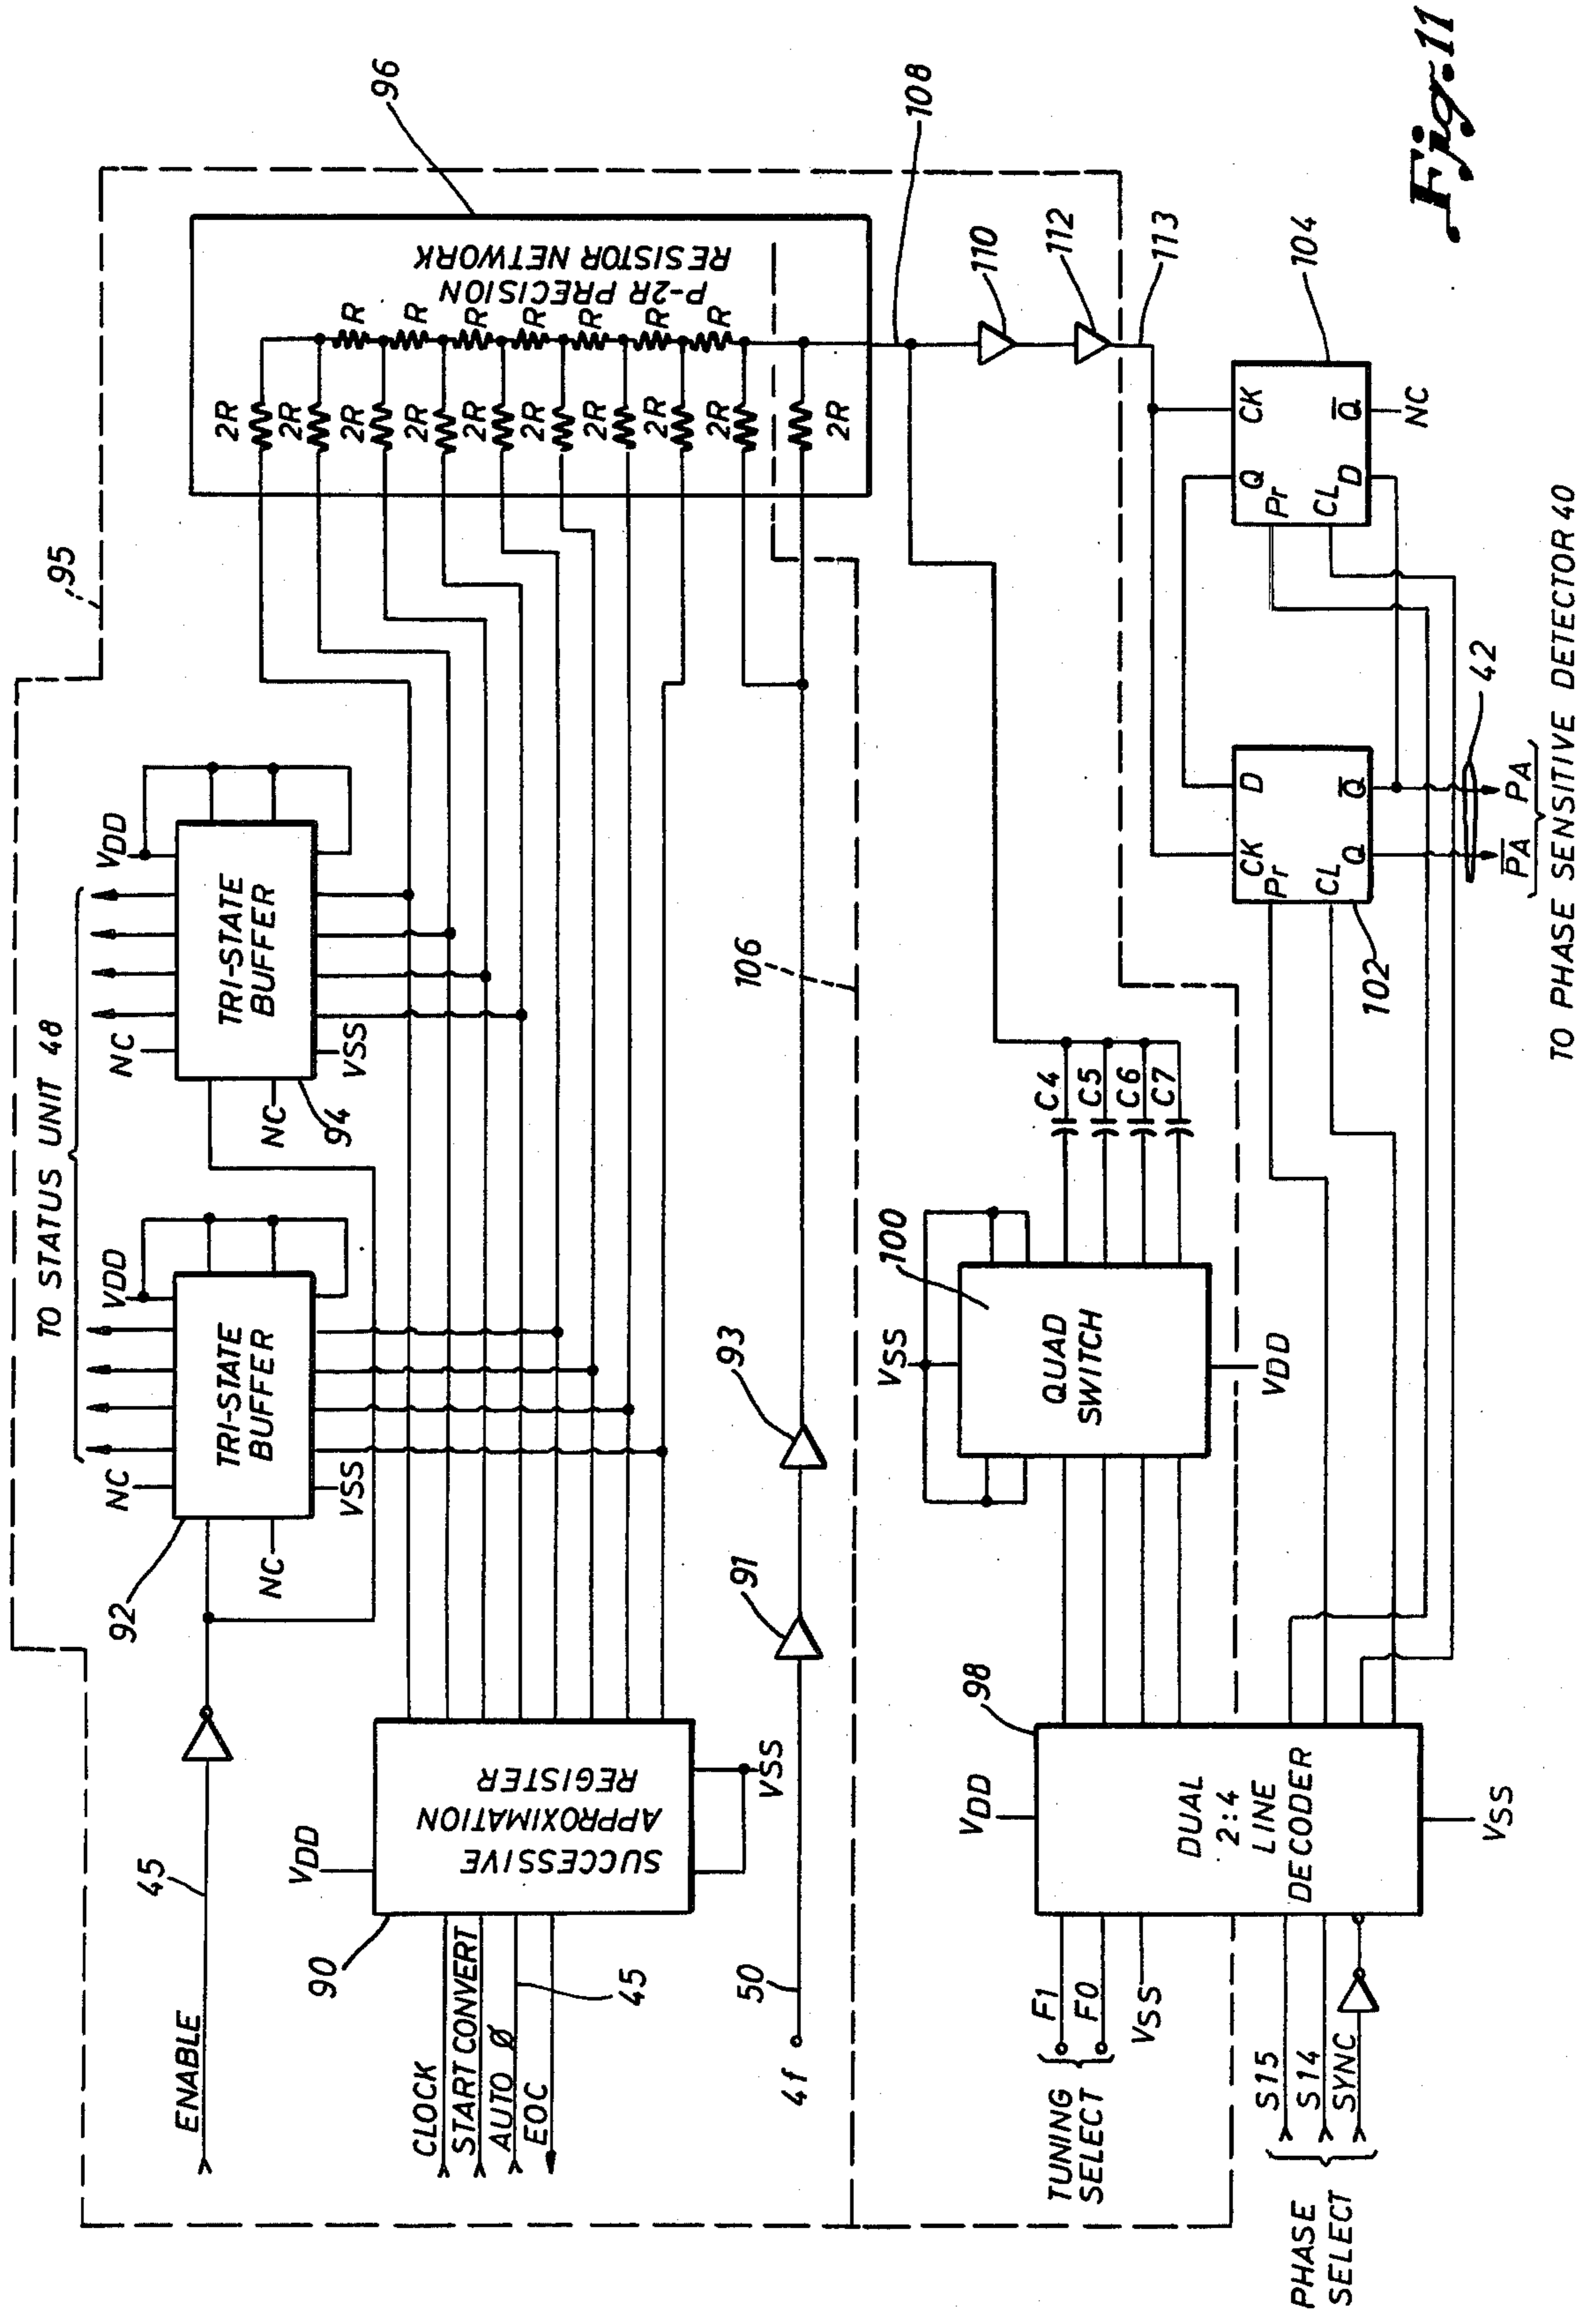 Fig. 11
TO STATUS UNIT 48
95
96
ENABLE
45
92
NC
VDD
TRI-STATE
BUFFER
NC
VSS
94
NC
VDD
TRI-STATE
BUFFER
NC
VSS
CLOCK
START CONVERT
AUTO Ø
EOC
45
90
VDD
SUCCESSIVE
APPROXIMATION
REGISTER
VSS
2R
2R
2R
2R
2R
2R
2R
2R
2R
2R
R
R
R
R
R
R
R
P-2R PRECISION
RESISTOR NETWORK
4f
50
91
93
106
108
110
112
113
TUNING
SELECT
F1
F0
VSS
PHASE
SELECT
S15
S14
SYNC
98
VDD
DUAL
2:4
LINE
DECODER
VSS
100
VSS
QUAD
SWITCH
VDD
C4
C5
C6
C7
102
CK
D
Pr
CL
Q
Q̅
104
Q
CK
Pr
CL
D
Q̅
NC
42
P̅A̅
PA
TO PHASE SENSITIVE DETECTOR 40